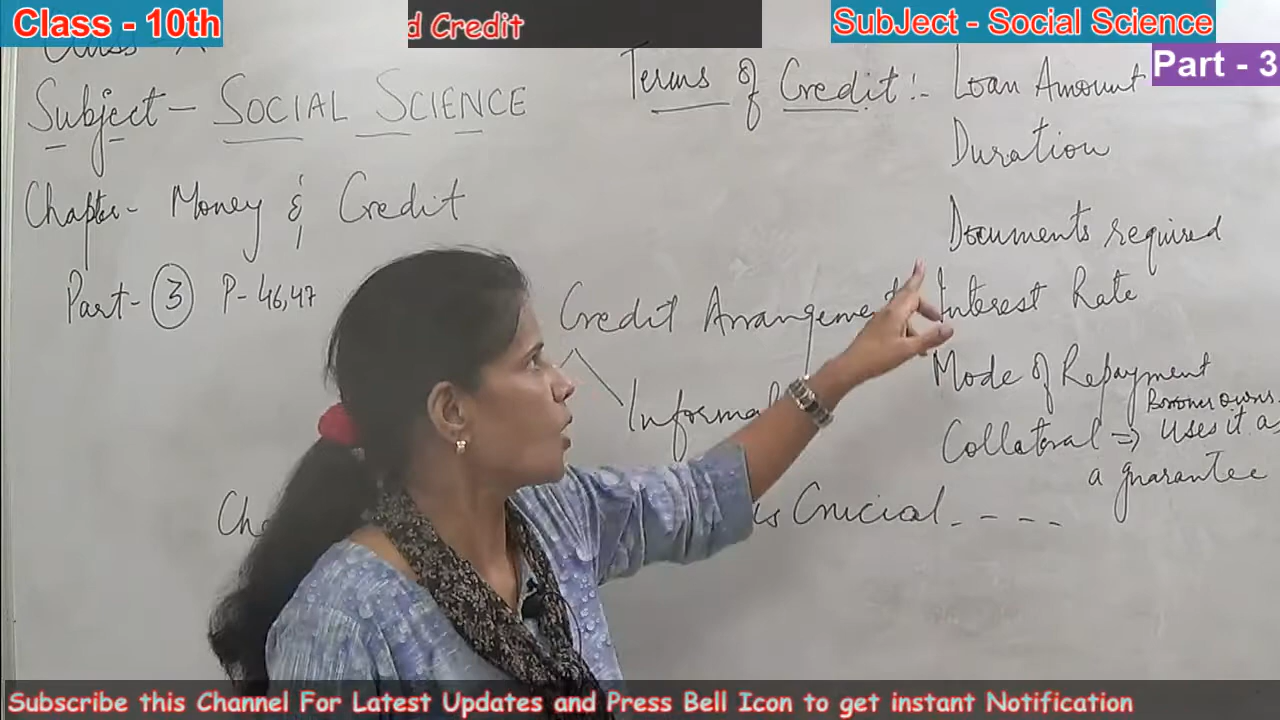 Class - 10th
d Credit
SubJect - Social Science
Part - 3
Class - X
Subject - SOCIAL SCIENCE
Chapter - Money & Credit
Part - 3 P - 46,47
Terms of Credit :- Loan Amount
Duration
Documents required
Interest Rate
Mode of Repayment
Collateral => Borrower owns.
Uses it as
a guarantee
Credit Arrangement
Informal
is Crucial - - - -
Subscribe this Channel For Latest Updates and Press Bell Icon to get instant Notification